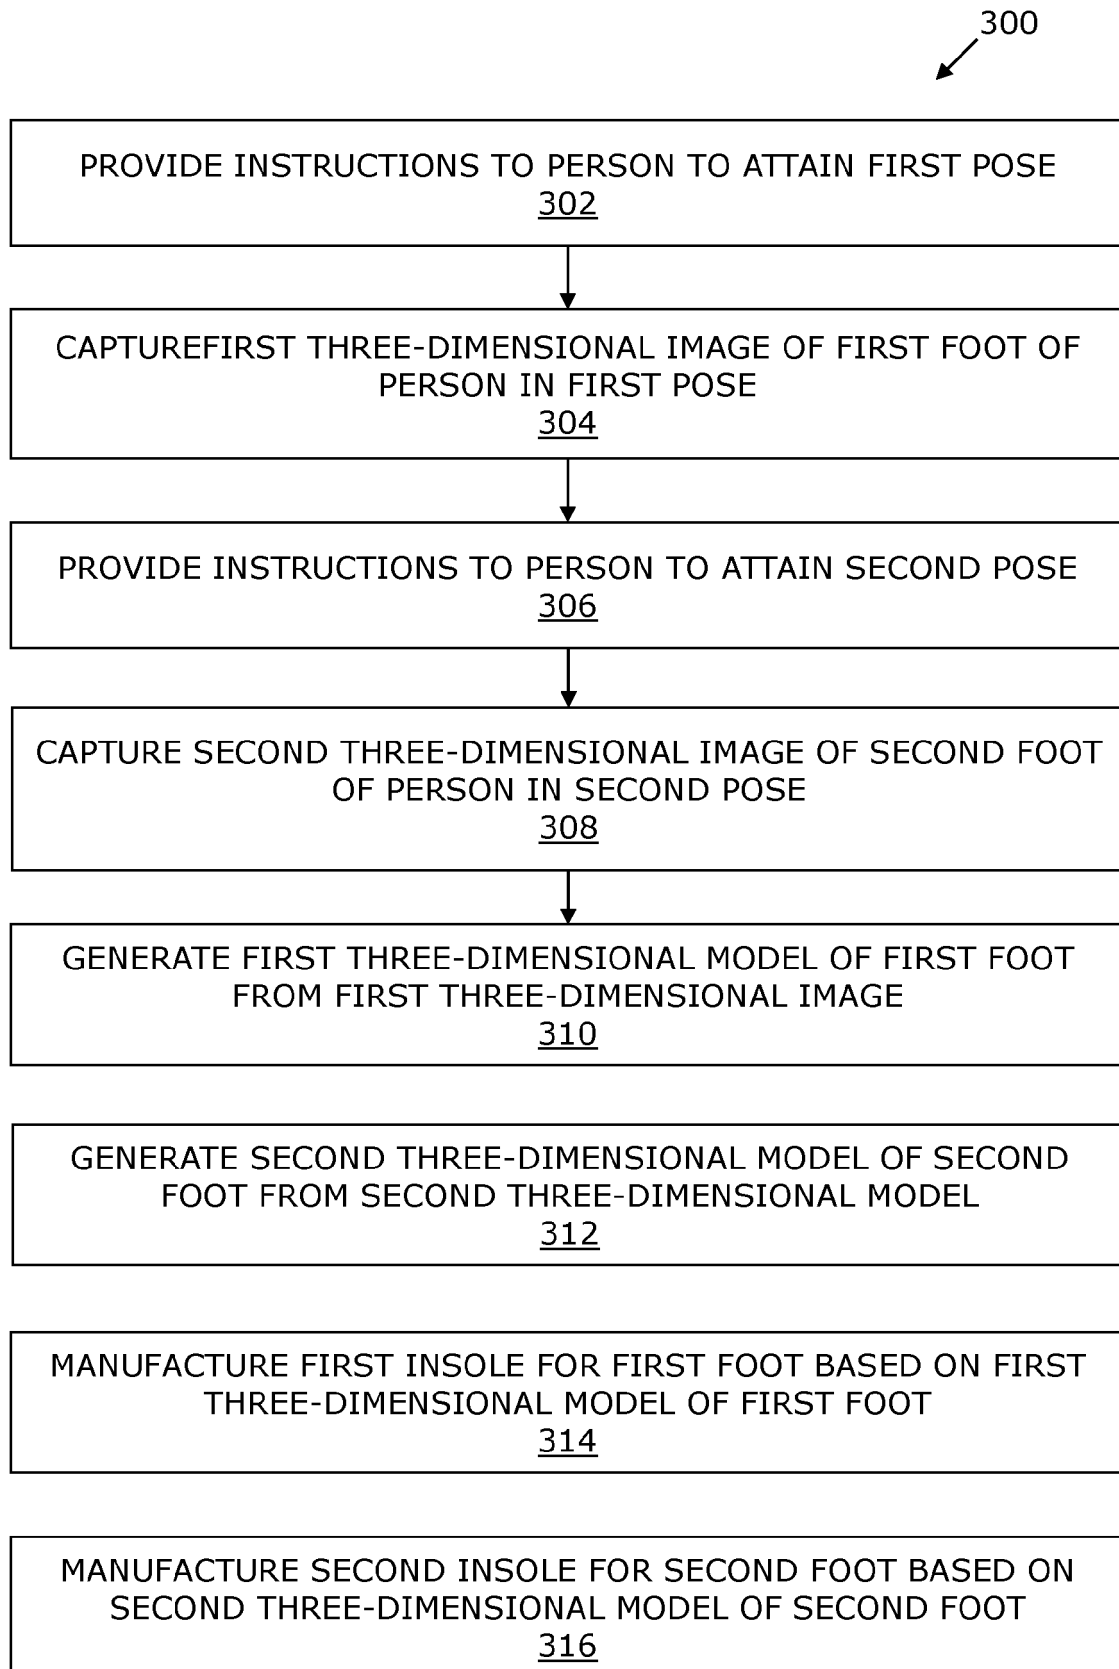 300
PROVIDE INSTRUCTIONS TO PERSON TO ATTAIN FIRST POSE
302
CAPTUREFIRST THREE-DIMENSIONAL IMAGE OF FIRST FOOT OF
PERSON IN FIRST POSE
304
PROVIDE INSTRUCTIONS TO PERSON TO ATTAIN SECOND POSE
306
CAPTURE SECOND THREE-DIMENSIONAL IMAGE OF SECOND FOOT
OF PERSON IN SECOND POSE
308
GENERATE FIRST THREE-DIMENSIONAL MODEL OF FIRST FOOT
FROM FIRST THREE-DIMENSIONAL IMAGE
310
GENERATE SECOND THREE-DIMENSIONAL MODEL OF SECOND
FOOT FROM SECOND THREE-DIMENSIONAL MODEL
312
MANUFACTURE FIRST INSOLE FOR FIRST FOOT BASED ON FIRST
THREE-DIMENSIONAL MODEL OF FIRST FOOT
314
MANUFACTURE SECOND INSOLE FOR SECOND FOOT BASED ON
SECOND THREE-DIMENSIONAL MODEL OF SECOND FOOT
316